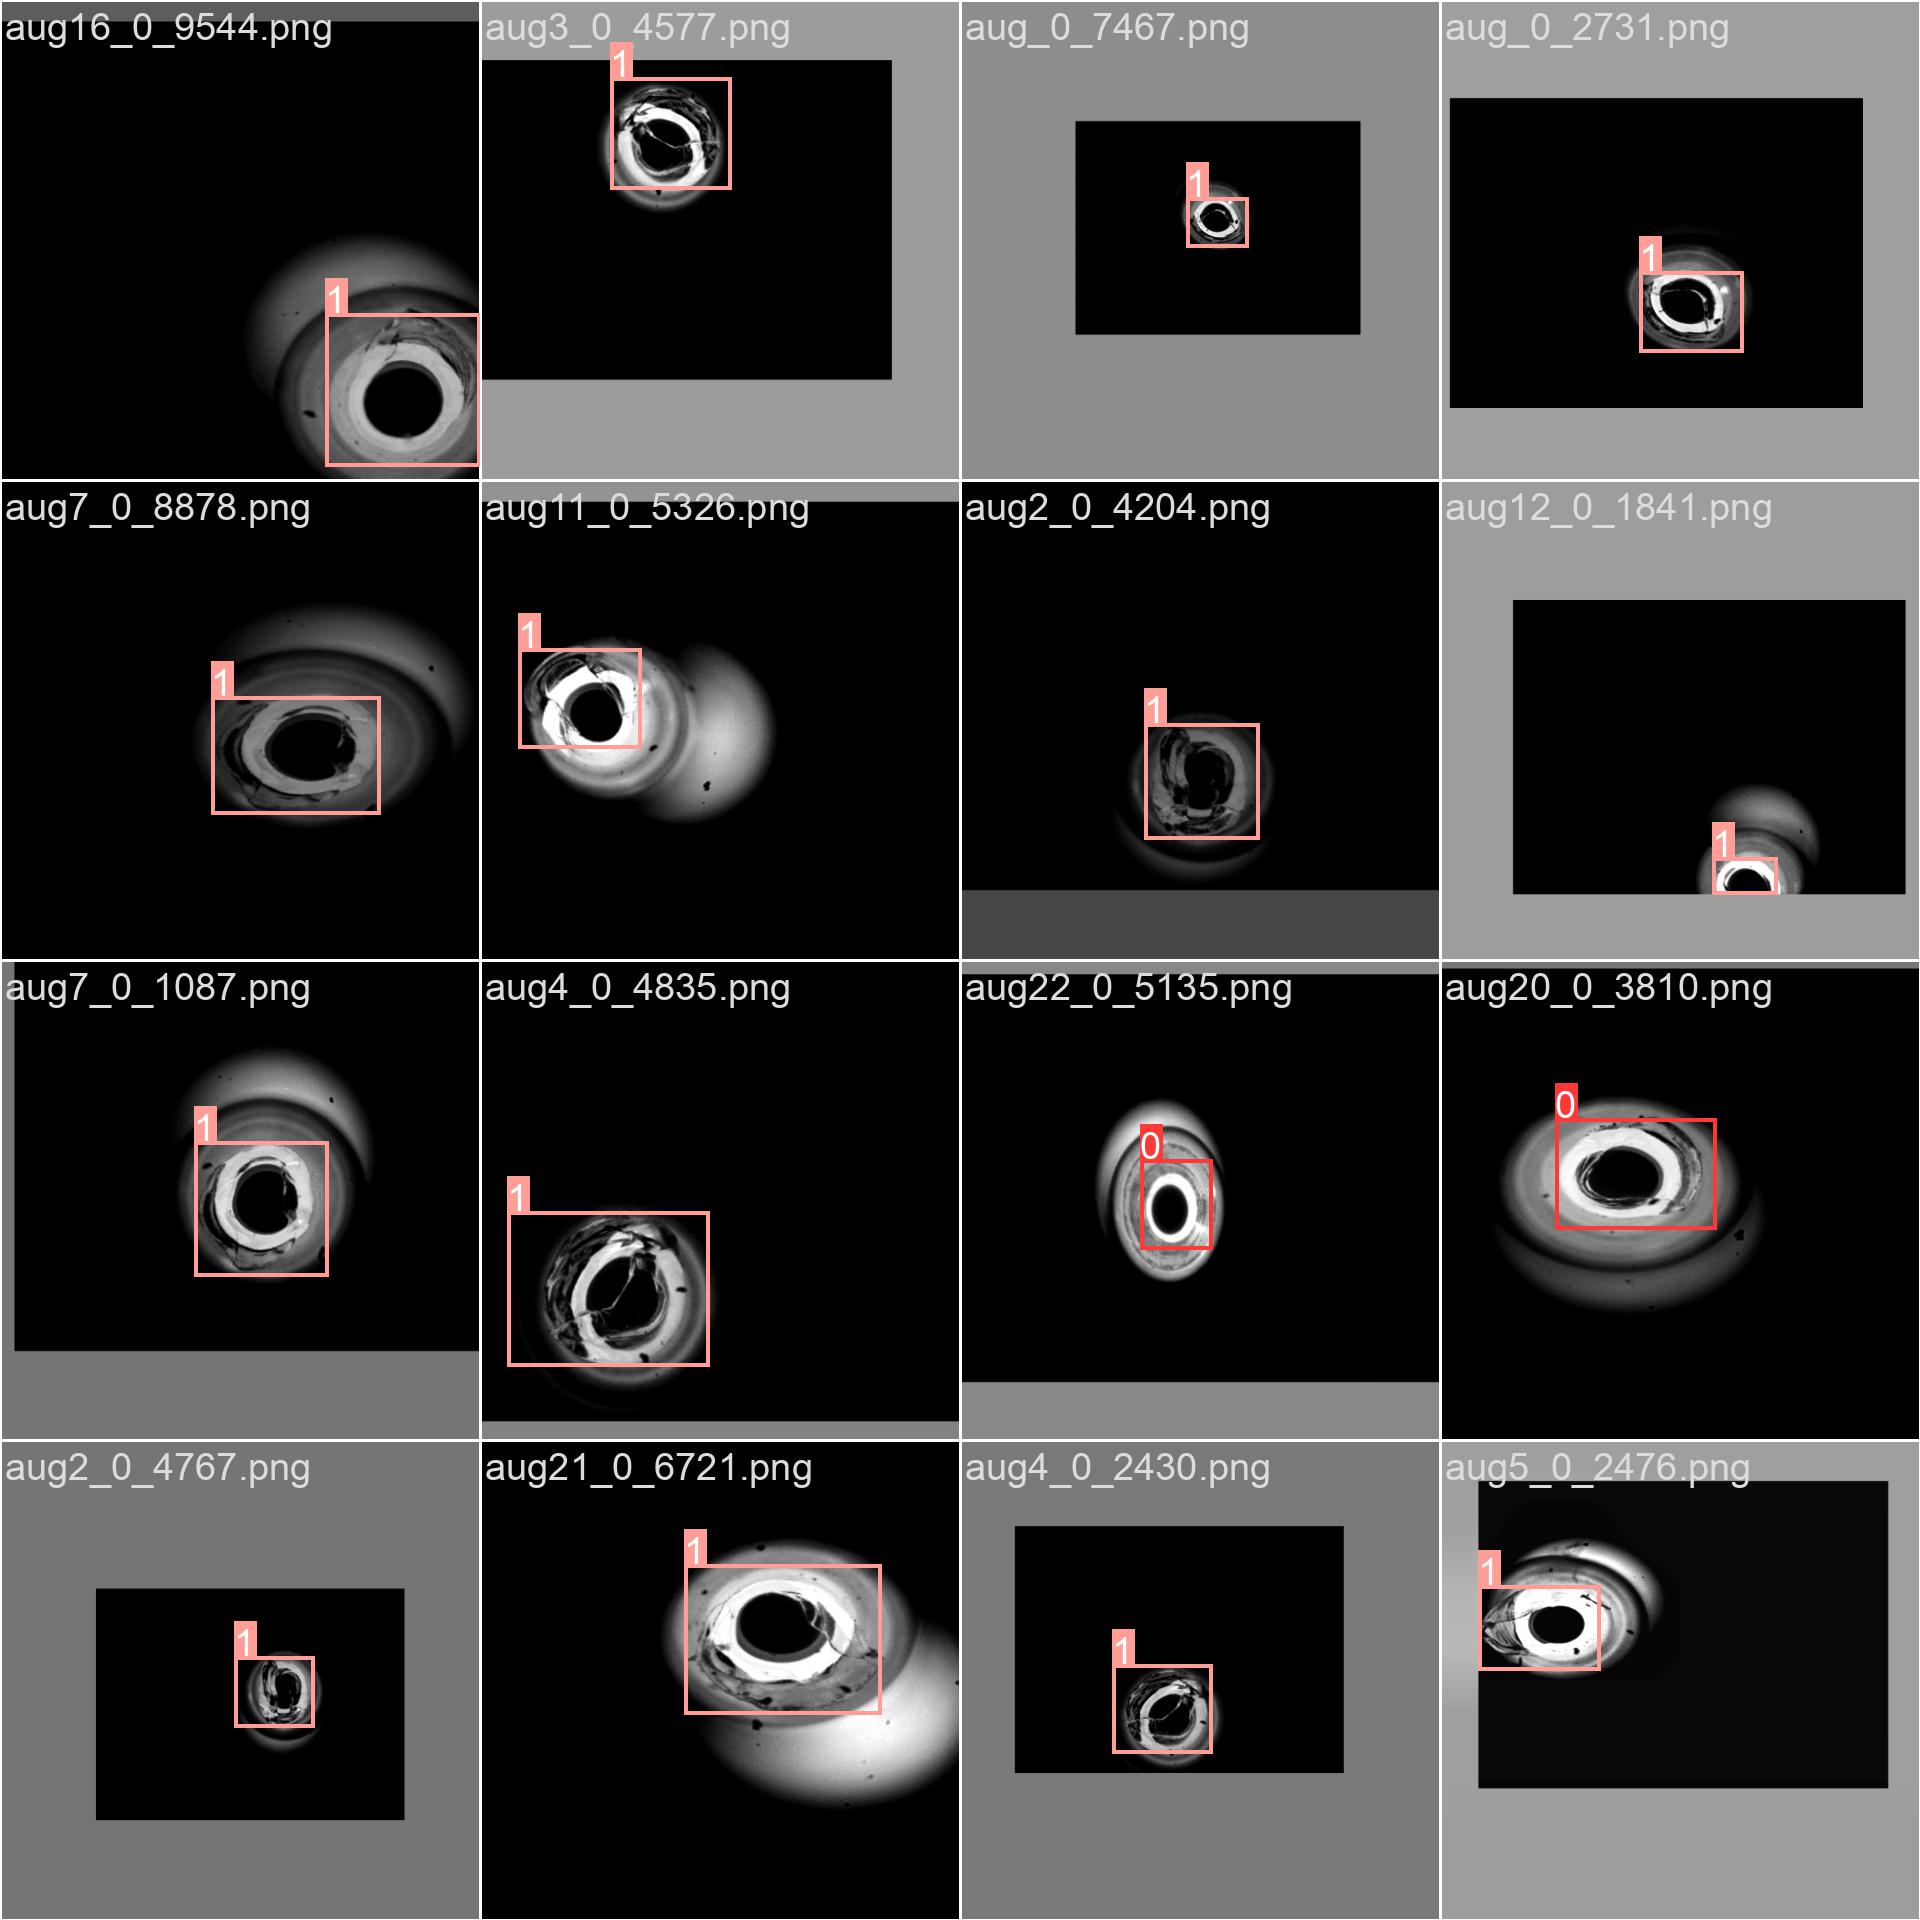 aug16_0_9544.png
aug3_0_4577.png
aug_0_7467.png
aug_0_2731.png
1
1
1
1
aug7_0_8878.png
aug11_0_5326.png
aug2_0_4204.png
aug12_0_1841.png
1
1
1
1
aug7_0_1087.png
aug4_0_4835.png
aug22_0_5135.png
aug20_0_3810.png
1
1
0
0
aug2_0_4767.png
aug21_0_6721.png
aug4_0_2430.png
aug5_0_2476.png
1
1
1
1